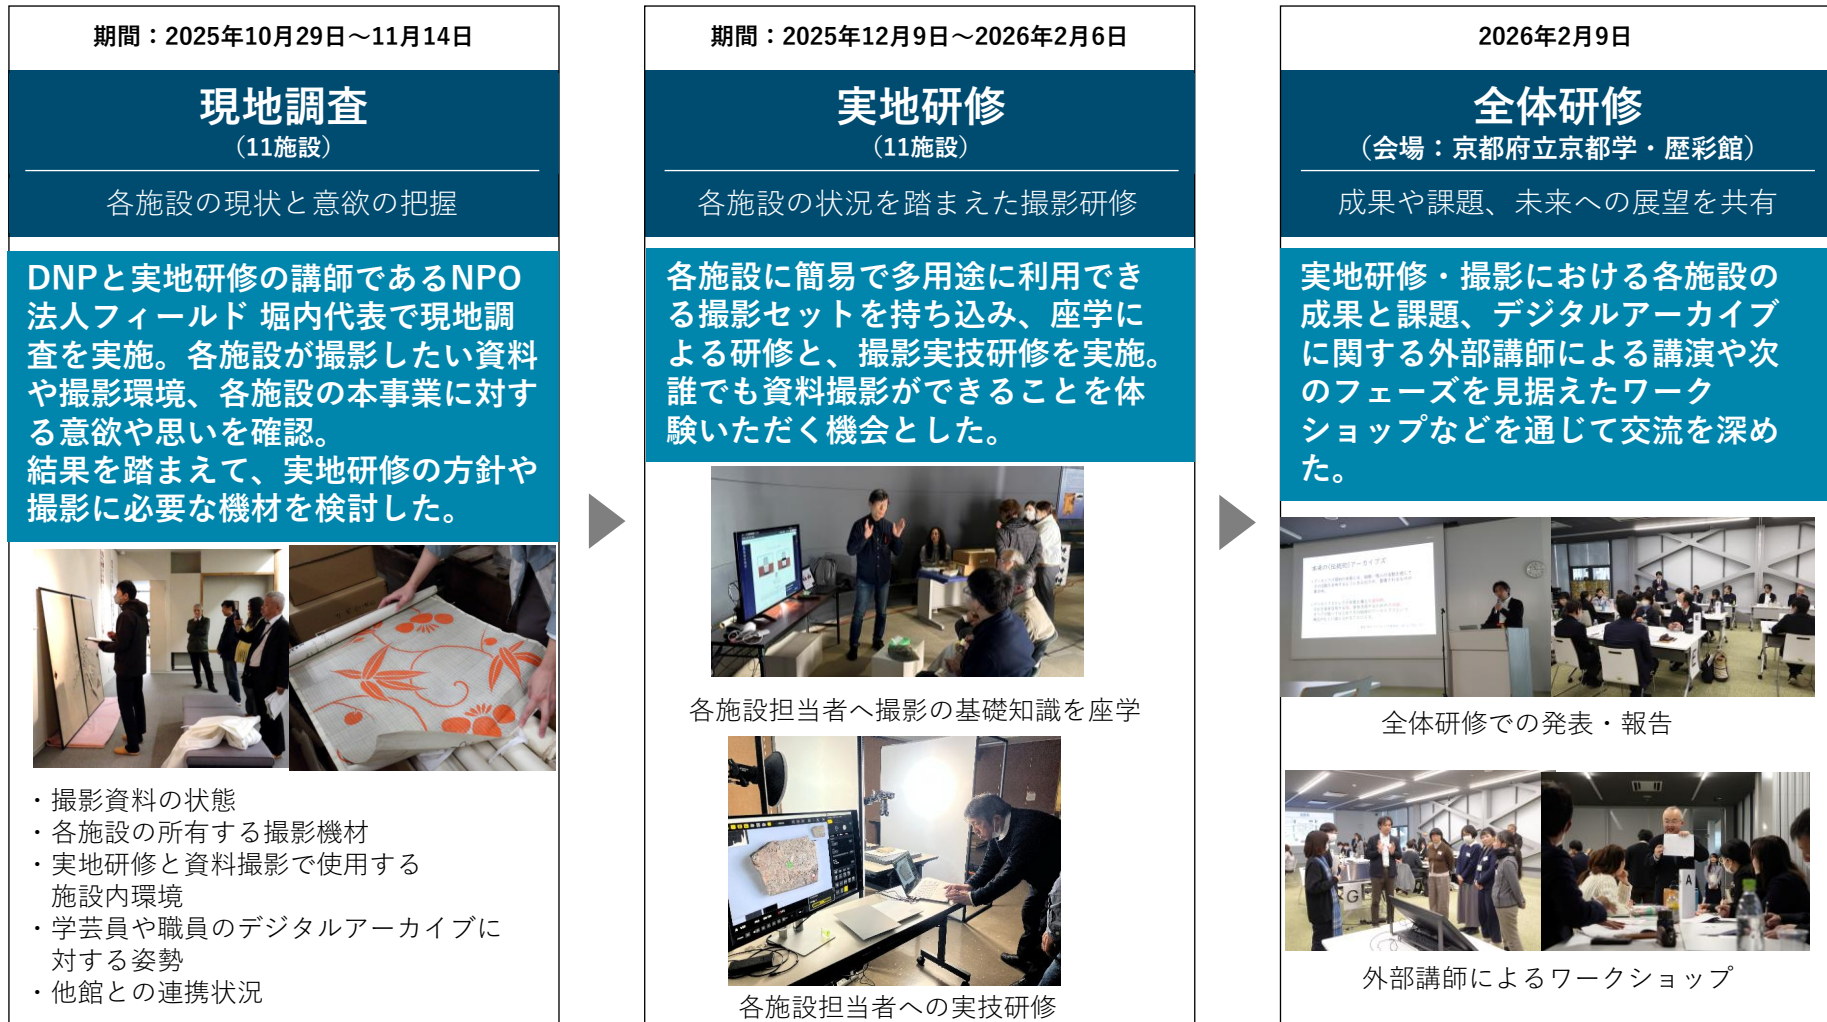 期間：2025年10月29日～11月14日
現地調査
（11施設）
各施設の現状と意欲の把握
DNPと実地研修の講師であるNPO
法人フィールド 堀内代表で現地調
査を実施。各施設が撮影したい資料
や撮影環境、各施設の本事業に対す
る意欲や思いを確認。
結果を踏まえて、実地研修の方針や
撮影に必要な機材を検討した。
・撮影資料の状態
・各施設の所有する撮影機材
・実地研修と資料撮影で使用する
施設内環境
・学芸員や職員のデジタルアーカイブに
対する姿勢
・他館との連携状況
期間：2025年12月9日～2026年2月6日
実地研修
（11施設）
各施設の状況を踏まえた撮影研修
各施設に簡易で多用途に利用でき
る撮影セットを持ち込み、座学に
よる研修と、撮影実技研修を実施。
誰でも資料撮影ができることを体
験いただく機会とした。
各施設担当者へ撮影の基礎知識を座学
各施設担当者への実技研修
2026年2月9日
全体研修
（会場：京都府立京都学・歴彩館）
成果や課題、未来への展望を共有
実地研修・撮影における各施設の
成果と課題、デジタルアーカイブ
に関する外部講師による講演や次
のフェーズを見据えたワーク
ショップなどを通じて交流を深め
た。
全体研修での発表・報告
G
A
外部講師によるワークショップ